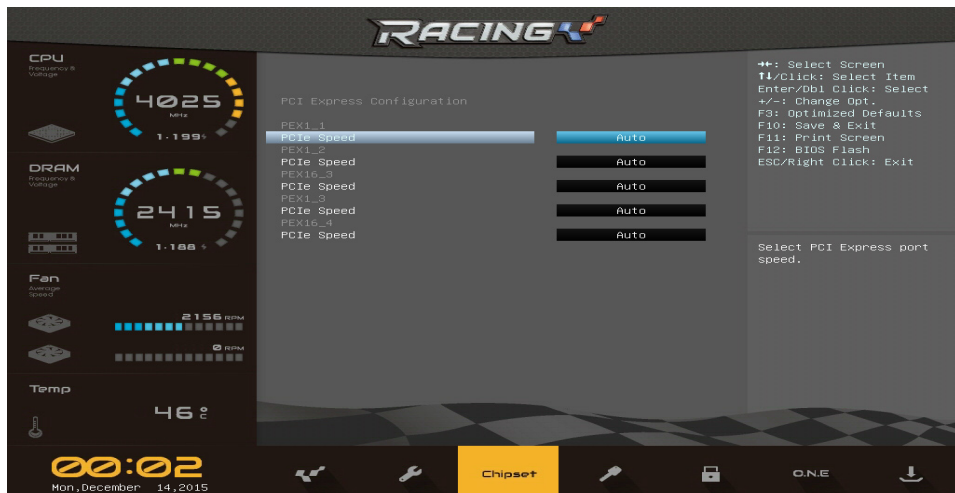 RACING
CPU
Frequency &
Voltage
4025
MHz
1.199v
DRAM
Frequency &
Voltage
2415
MHz
1.188 v
Fan
Average
Speed
2156 RPM
0 RPM
Temp
46 °C
PCI Express Configuration
PEX1_1
PCIe Speed Auto
PEX1_2
PCIe Speed Auto
PEX16_3
PCIe Speed Auto
PEX1_3
PCIe Speed Auto
PEX16_4
PCIe Speed Auto
→←: Select Screen
↑↓/Click: Select Item
Enter/Dbl Click: Select
+/-: Change Opt.
F3: Optimized Defaults
F10: Save & Exit
F11: Print Screen
F12: BIOS Flash
ESC/Right Click: Exit
Select PCI Express port
speed.
00:02
Mon,December 14,2015
Chipset
O.N.E